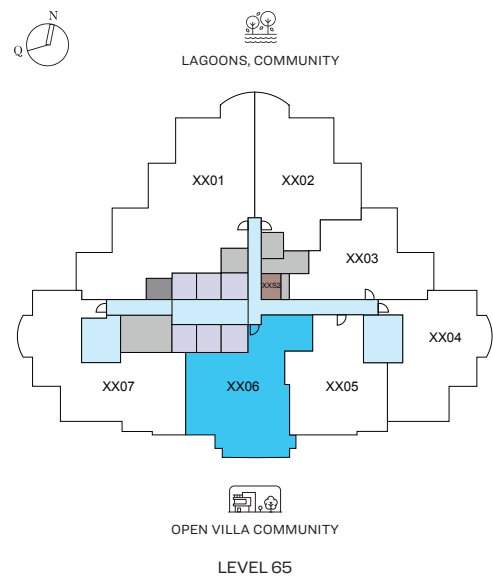 N
Q
LAGOONS, COMMUNITY
XX01
XX02
XX03
XXS2
XX04
XX07
XX06
XX05
OPEN VILLA COMMUNITY
LEVEL 65